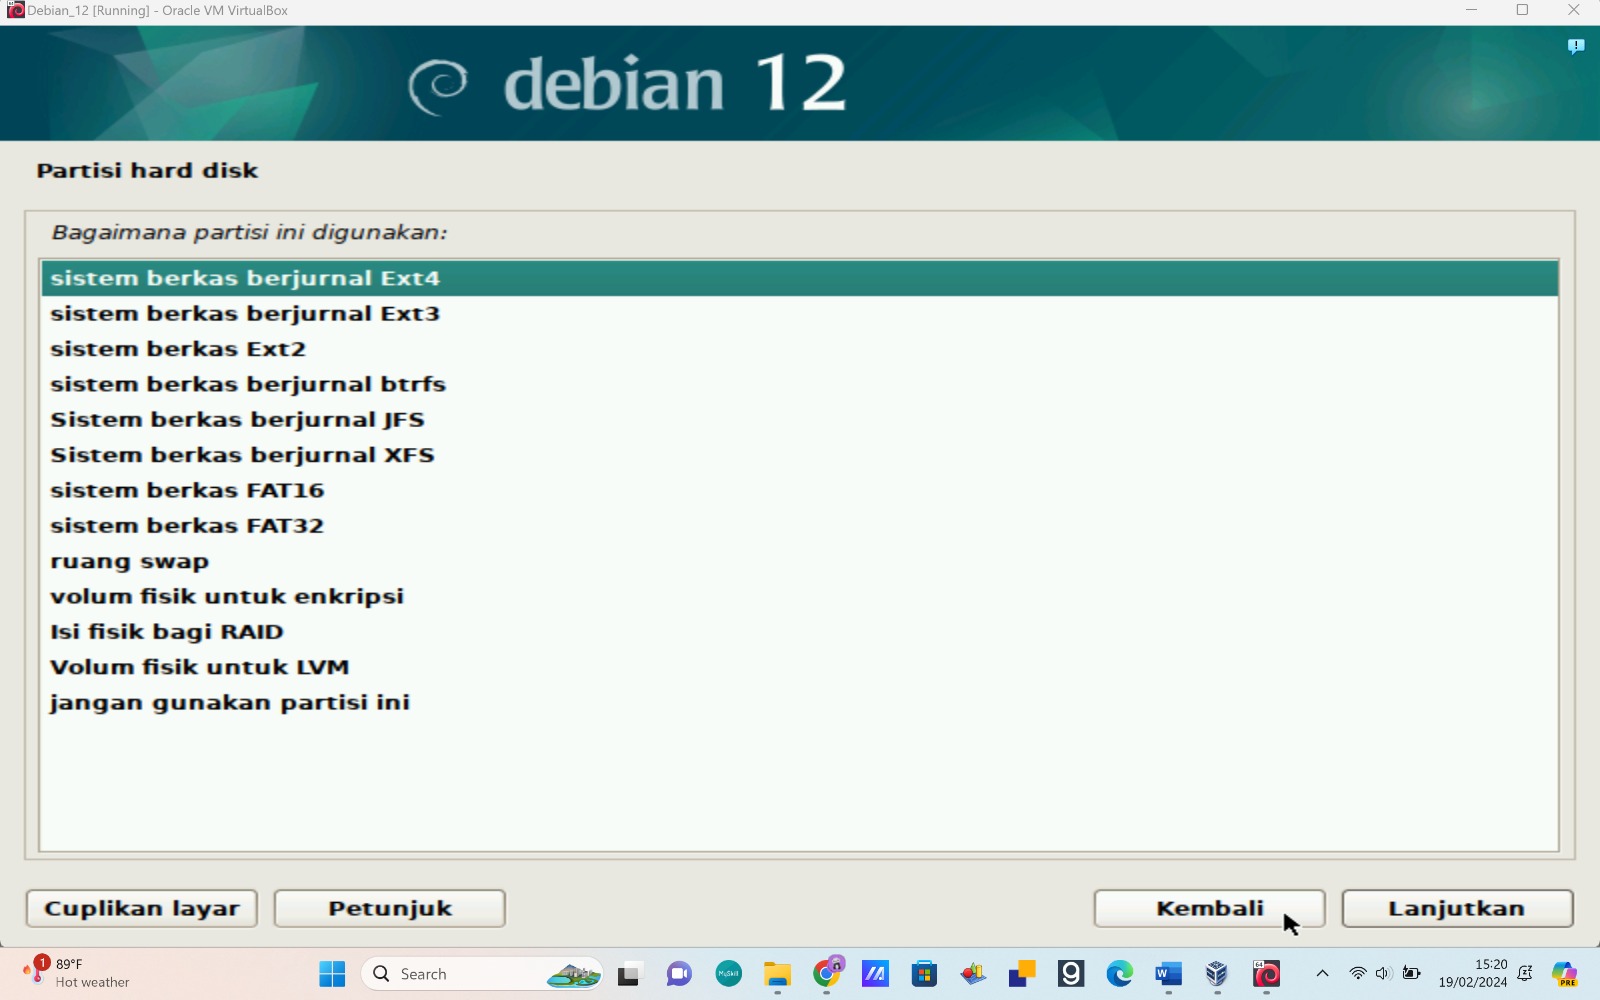 Debian_12 [Running] - Oracle VM VirtualBox
debian 12
Partisi hard disk
Bagaimana partisi ini digunakan:
sistem berkas berjurnal Ext4
sistem berkas berjurnal Ext3
sistem berkas Ext2
sistem berkas berjurnal btrfs
Sistem berkas berjurnal JFS
Sistem berkas berjurnal XFS
sistem berkas FAT16
sistem berkas FAT32
ruang swap
volum fisik untuk enkripsi
Isi fisik bagi RAID
Volum fisik untuk LVM
jangan gunakan partisi ini
Cuplikan layar
Petunjuk
Kembali
Lanjutkan
1
89°F
Hot weather
Search
MySkill
64
15:20
19/02/2024
PRE